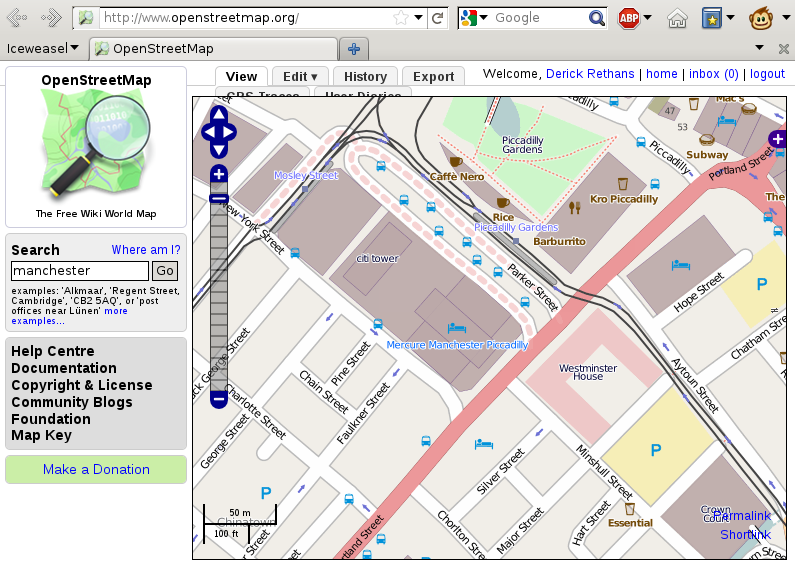 http://www.openstreetmap.org/
Google
ABP
Iceweasel
OpenStreetMap
OpenStreetMap
The Free Wiki World Map
Search
Where am I?
manchester
Go
examples: 'Alkmaar', 'Regent Street,
Cambridge', 'CB2 5AQ', or 'post
offices near Lünen' more
examples...
Help Centre
Documentation
Copyright & License
Community Blogs
Foundation
Map Key
Make a Donation
View
Edit ▾
History
Export
Welcome, Derick Rethans | home | inbox (0) | logout
GPS Traces
User Diaries
Piccadilly
Gardens
47
53
Mac's
Subway
Piccadilly
Portland Street
The
Mosley Street
Caffè Nero
Kro Piccadilly
Rice
Piccadilly Gardens
Barburrito
New York Street
citi tower
Parker Street
Hope Street
P
Chatham
Mercure Manchester Piccadilly
Westminster
House
Aytoun Street
Pine Street
Chain Street
Faulkner Street
Charlotte Street
George Street
George Street
P
Silver Street
Minshull Street
P
Chinatown
Portland Street
Chorlton Street
Major Street
Hart Street
Essential
Crown
Court
Permalink
Shortlink
50 m
100 ft